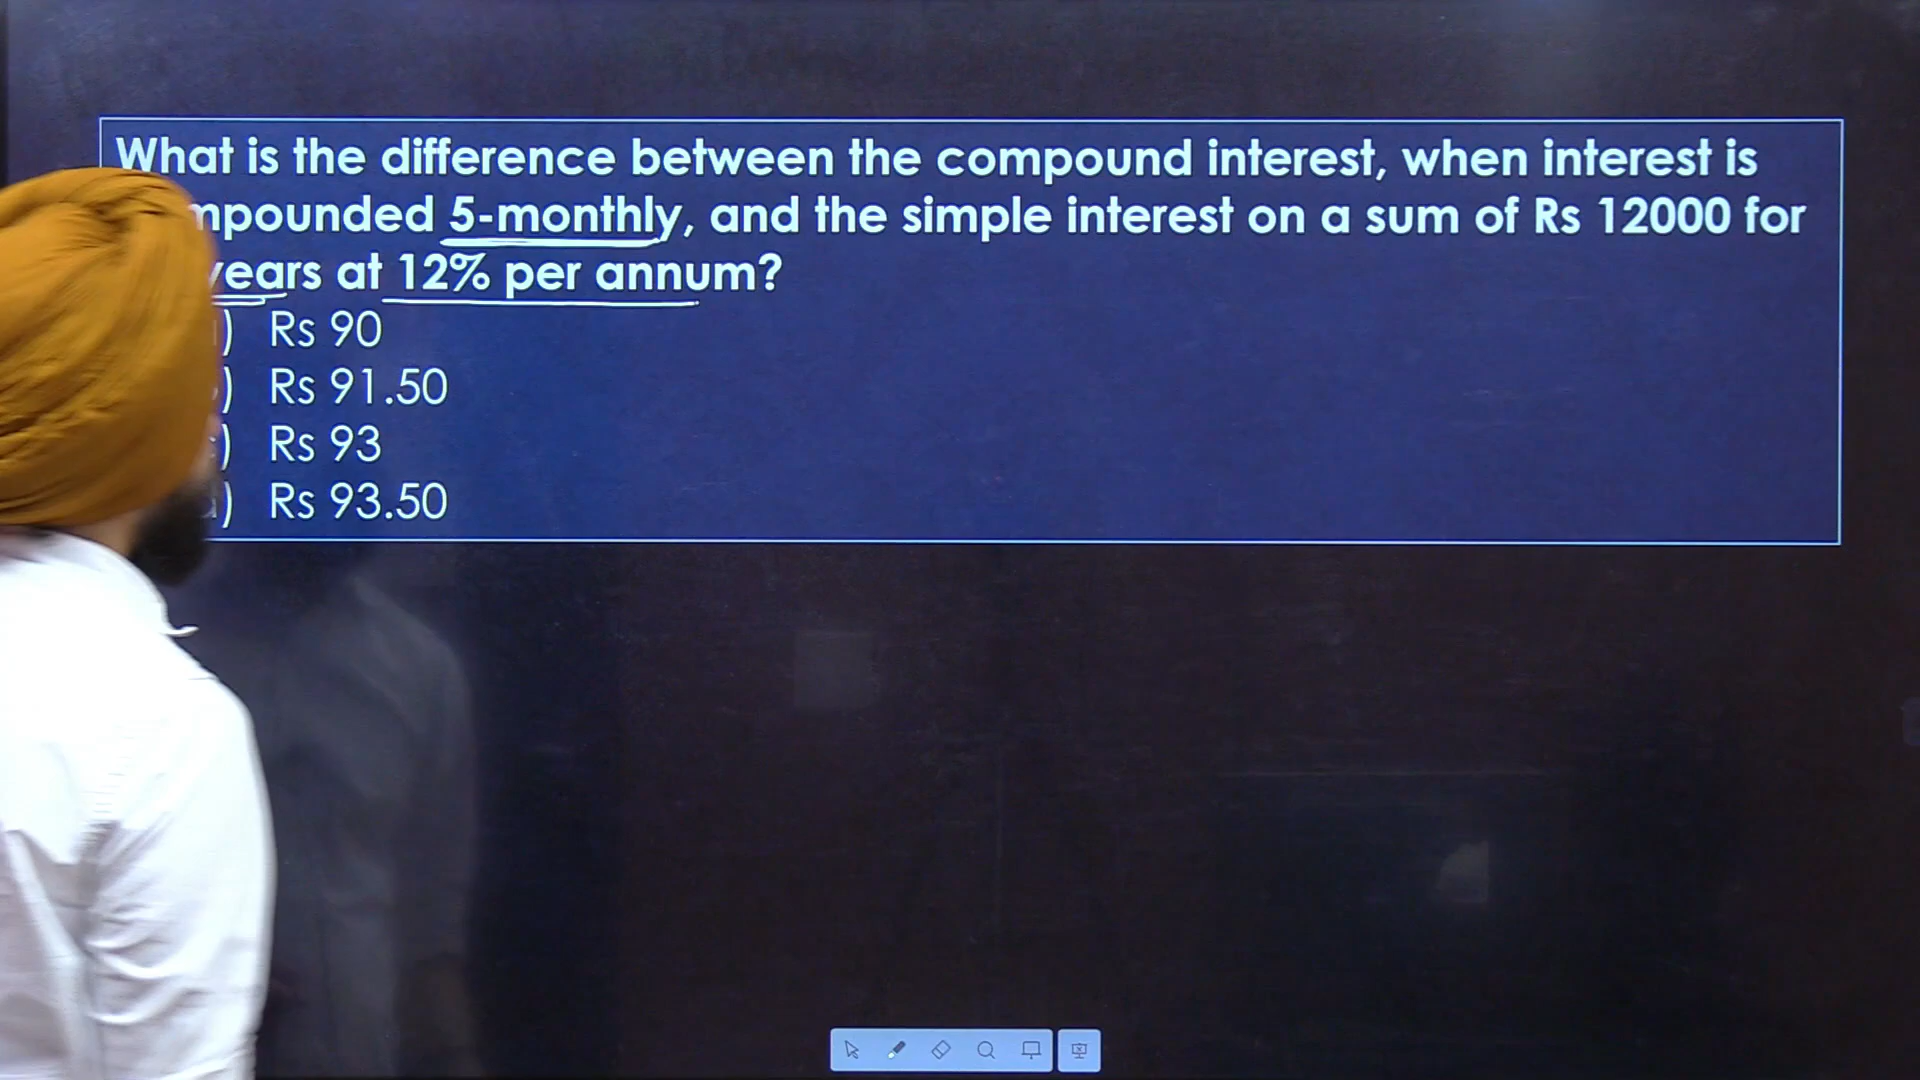 What is the difference between the compound interest, when interest is
mpounded 5-monthly, and the simple interest on a sum of Rs 12000 for
years at 12% per annum?
) Rs 90
) Rs 91.50
) Rs 93
) Rs 93.50